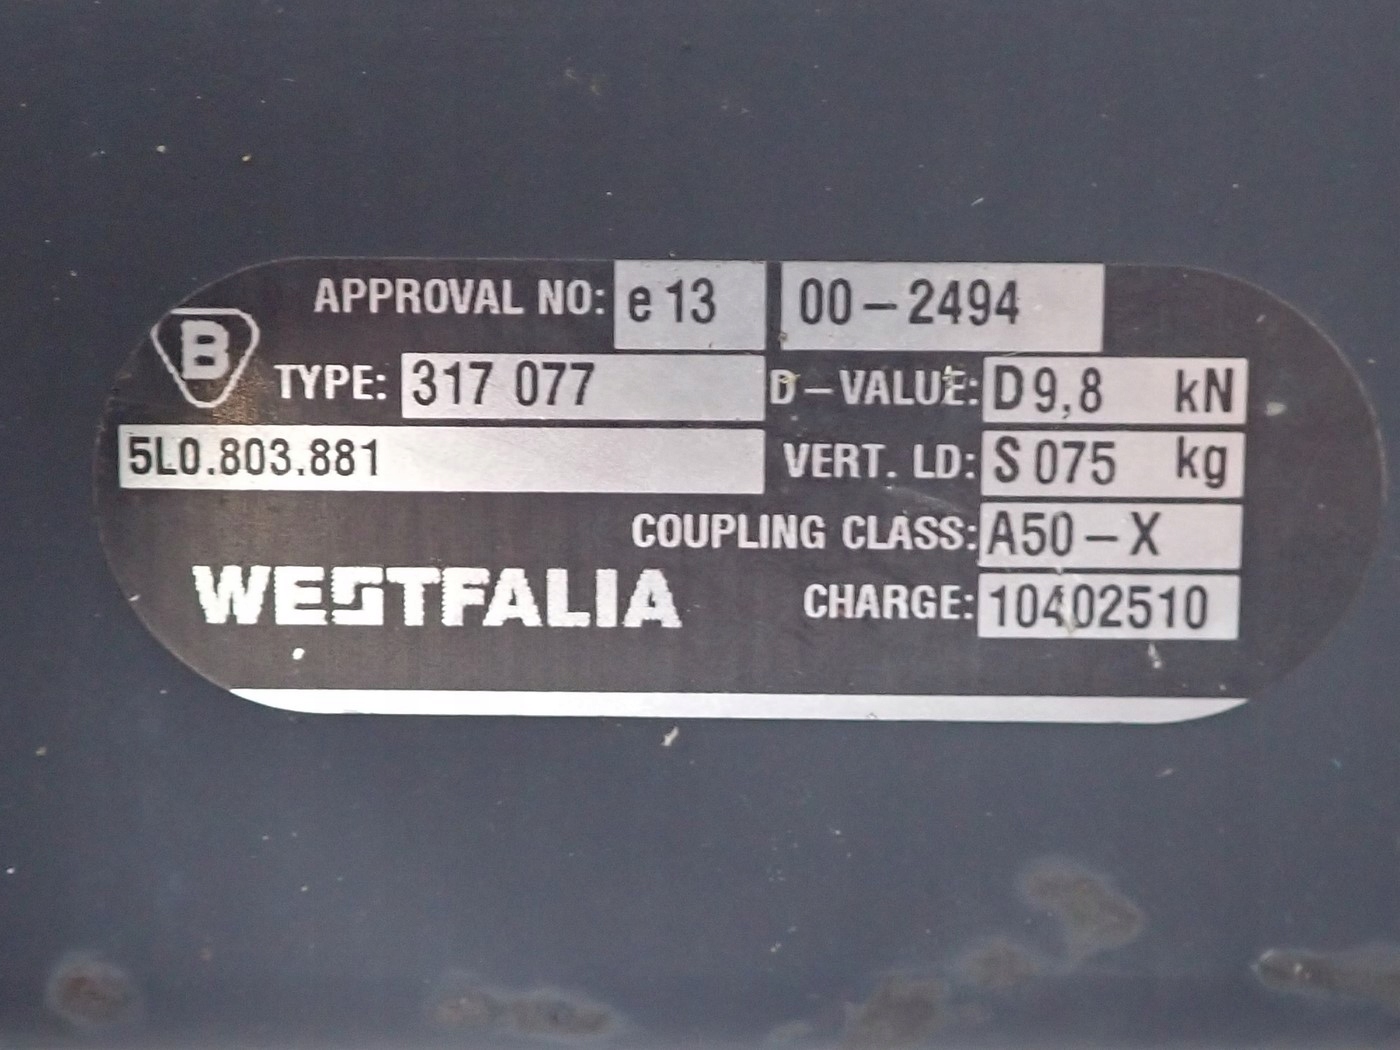 APPROVAL NO: e 13 00-2494
B
TYPE: 317 077 D-VALUE: D 9,8 kN
5L0.803.881 VERT. LD: S 075 kg
COUPLING CLASS: A50-X
WESTFALIA CHARGE: 10402510